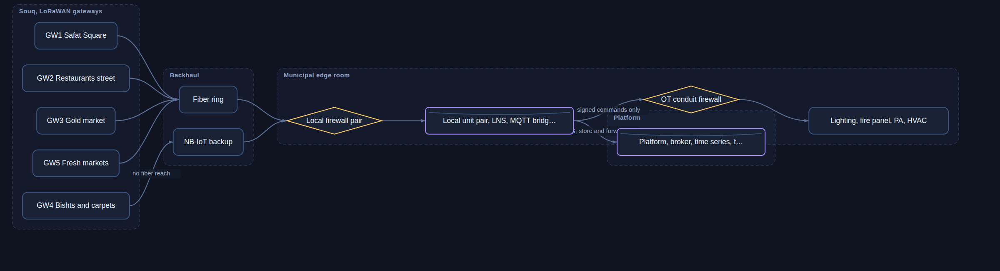 Souq, LoRaWAN gateways
GW1 Safat Square
GW2 Restaurants street
GW3 Gold market
GW5 Fresh markets
GW4 Bishts and carpets
no fiber reach
Backhaul
Fiber ring
NB-IoT backup
Municipal edge room
Local firewall pair
Local unit pair, LNS, MQTT bridg…
signed commands only
, store and forw
OT conduit firewall
Platform
Platform, broker, time series, t…
Lighting, fire panel, PA, HVAC